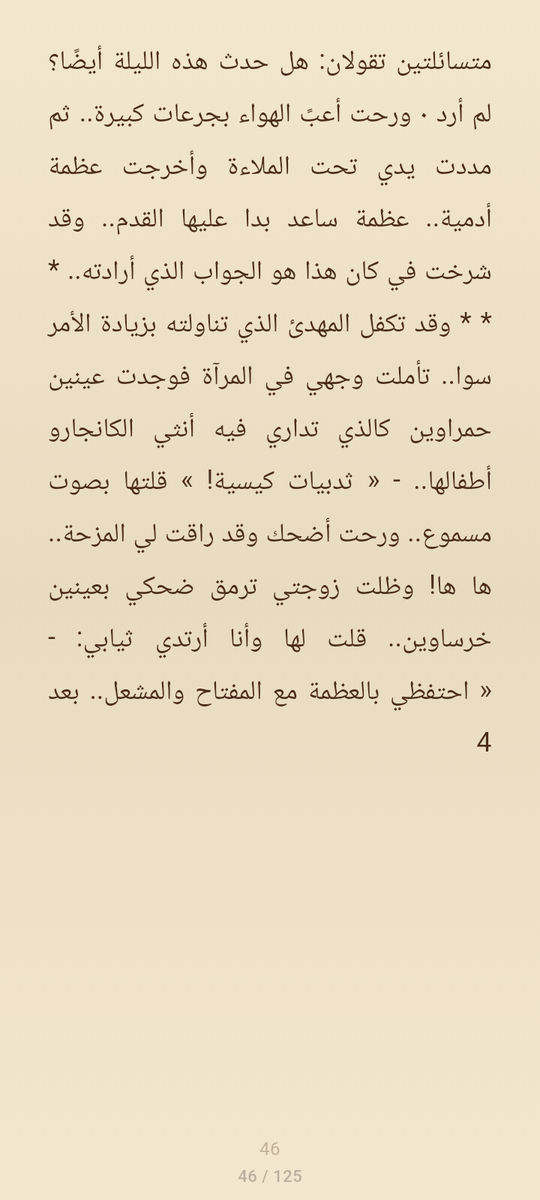 متسائلتين تقولان: هل حدث هذه الليلة أيضًا؟
لم أرد ٠ ورحت أعبً الهواء بجرعات كبيرة.. ثم
مددت يدي تحت الملاءة وأخرجت عظمة
أدمية.. عظمة ساعد بدا عليها القدم.. وقد
شرخت في كان هذا هو الجواب الذي أرادته.. *
* * وقد تكفل المهدئ الذي تناولته بزيادة الأمر
سوا.. تأملت وجهي في المرآة فوجدت عينين
حمراوين كالذي تداري فيه أنثي الكانجارو
أطفالها.. - « ثدبيات كيسية! » قلتها بصوت
مسموع.. ورحت أضحك وقد راقت لي المزحة..
ها ها! وظلت زوجتي ترمق ضحكي بعينين
خرساوين.. قلت لها وأنا أرتدي ثيابي: -
« احتفظي بالعظمة مع المفتاح والمشعل.. بعد
4
46
46 / 125